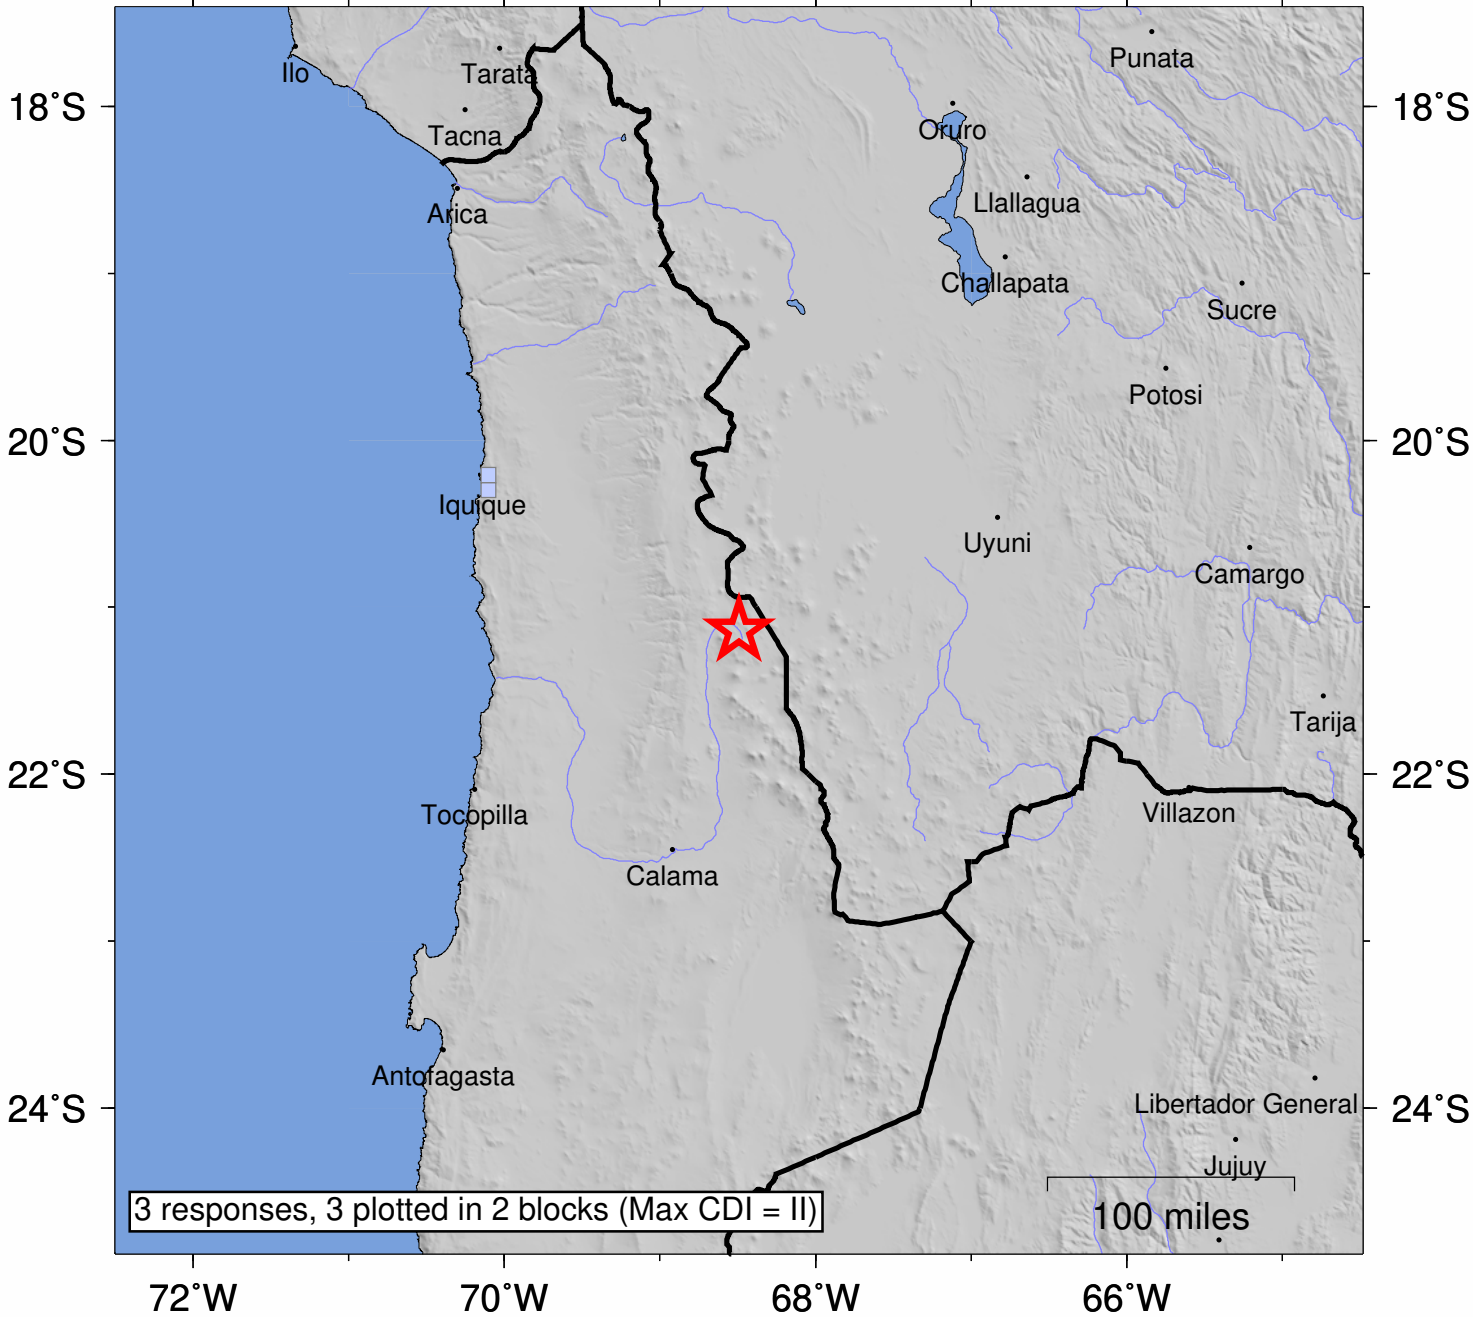 Punata
Ilo
Tarata
18°S
18°S
Tacna
Oruro
Llallagua
Arica
Challapata
Sucre
Potosi
20°S
20°S
Iquique
Uyuni
Camargo
Tarija
22°S
22°S
Tocopilla
Villazon
Calama
Antofagasta
24°S
Libertador General
24°S
Jujuy
3 responses, 3 plotted in 2 blocks (Max CDI = II)
100 miles
72°W
70°W
68°W
66°W